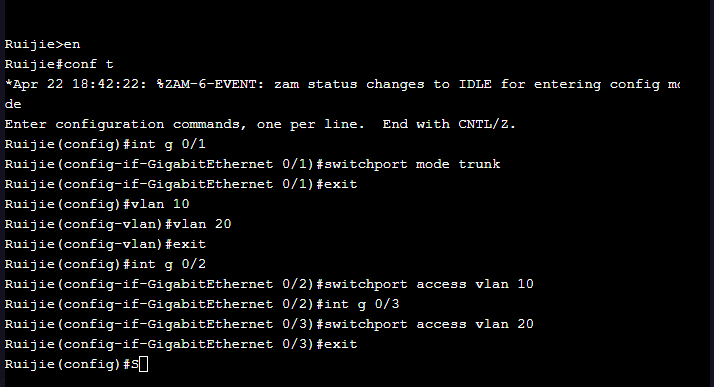 Ruijie>en
Ruijie#conf t
*Apr 22 18:42:22: %ZAM-6-EVENT: zam status changes to IDLE for entering config mo
de
Enter configuration commands, one per line.  End with CNTL/Z.
Ruijie(config)#int g 0/1
Ruijie(config-if-GigabitEthernet 0/1)#switchport mode trunk
Ruijie(config-if-GigabitEthernet 0/1)#exit
Ruijie(config)#vlan 10
Ruijie(config-vlan)#vlan 20
Ruijie(config-vlan)#exit
Ruijie(config)#int g 0/2
Ruijie(config-if-GigabitEthernet 0/2)#switchport access vlan 10
Ruijie(config-if-GigabitEthernet 0/2)#int g 0/3
Ruijie(config-if-GigabitEthernet 0/3)#switchport access vlan 20
Ruijie(config-if-GigabitEthernet 0/3)#exit
Ruijie(config)#S